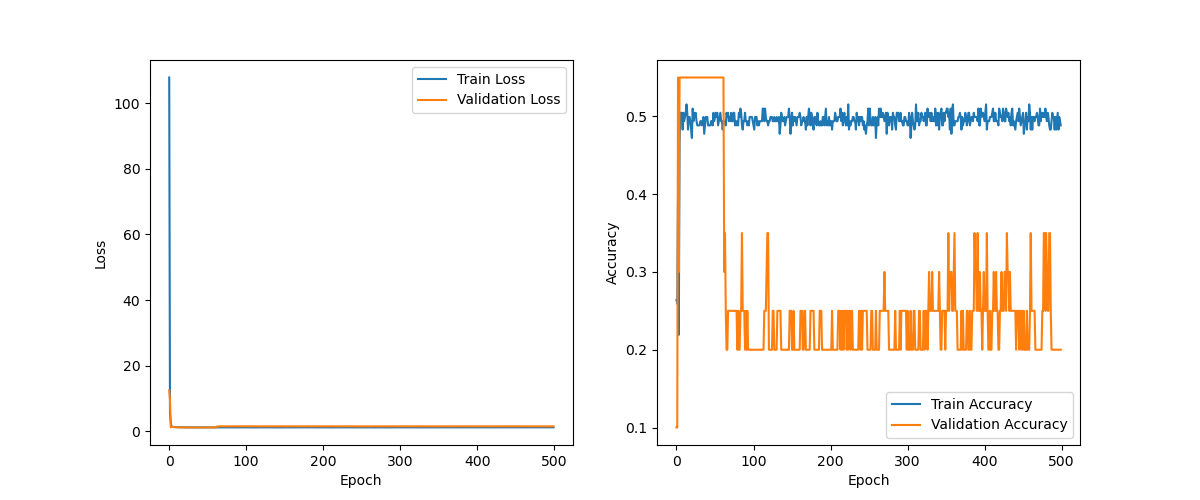 Train Loss
Validation Loss
100
80
60
40
20
0
Loss
0 100 200 300 400 500
Epoch
0.5
0.4
0.3
0.2
0.1
Accuracy
Train Accuracy
Validation Accuracy
0 100 200 300 400 500
Epoch